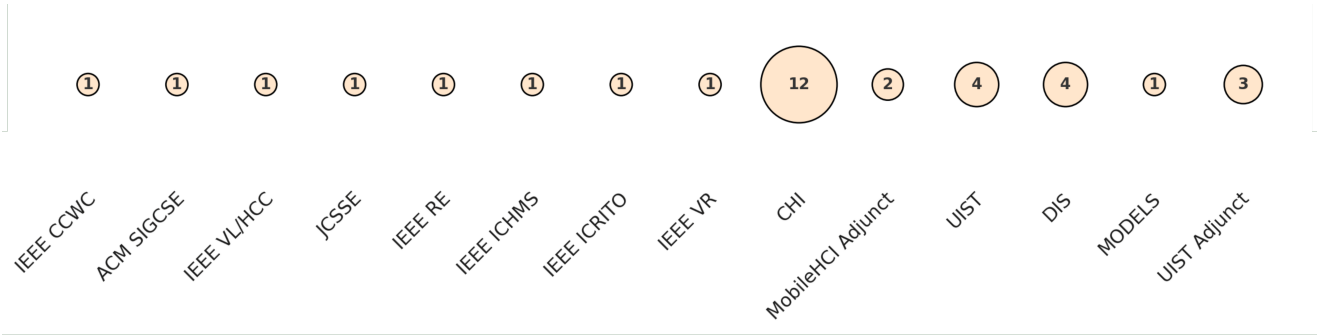 1 1 1 1 1 1 1 1 12 2 4 4 1 3
IEEE CCWC
ACM SIGCSE
IEEE VL/HCC
JCSSE
IEEE RE
IEEE ICHMS
IEEE ICRITO
IEEE VR
CHI
MobileHCI Adjunct
UIST
DIS
MODELS
UIST Adjunct